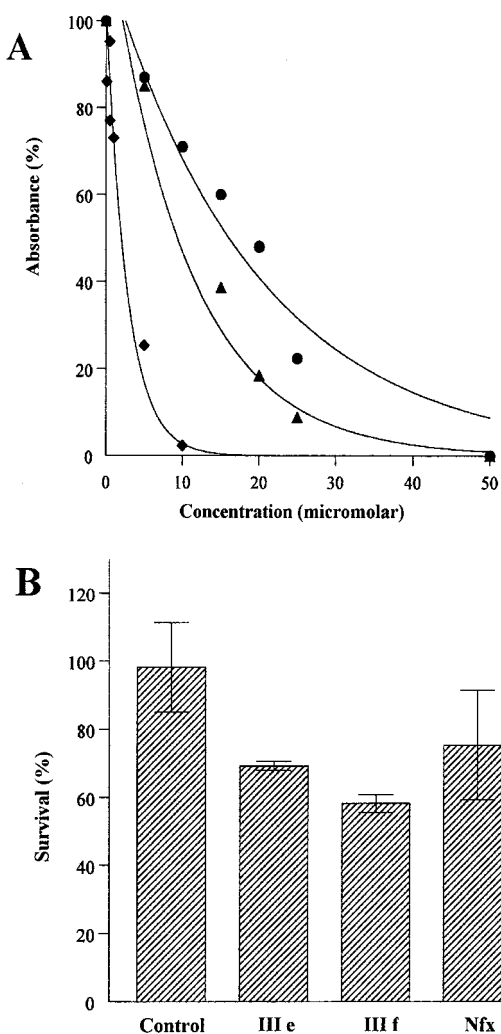 A
Absorbance (%)
100
80
60
40
20
0
0 10 20 30 40 50
Concentration (micromolar)
B
Survival (%)
120
100
80
60
40
20
0
Control III e III f Nfx